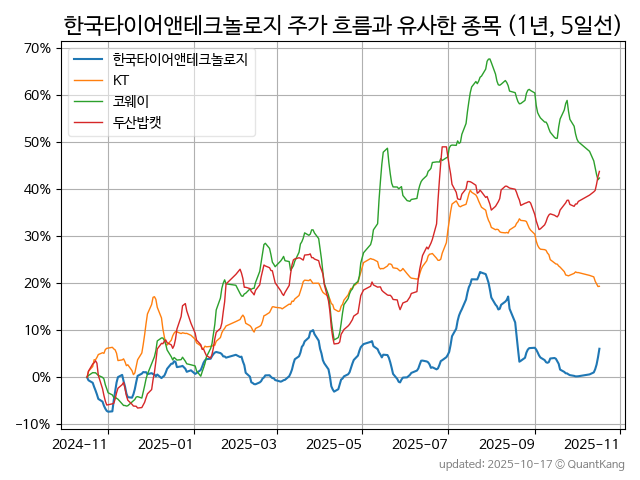 한국타이어앤테크놀로지 주가 흐름과 유사한 종목 (1년, 5일선)
한국타이어앤테크놀로지
KT
코웨이
두산밥캣
70%
60%
50%
40%
30%
20%
10%
0%
−10%
2024-11 2025-01 2025-03 2025-05 2025-07 2025-09 2025-11
updated: 2025-10-17 © QuantKang